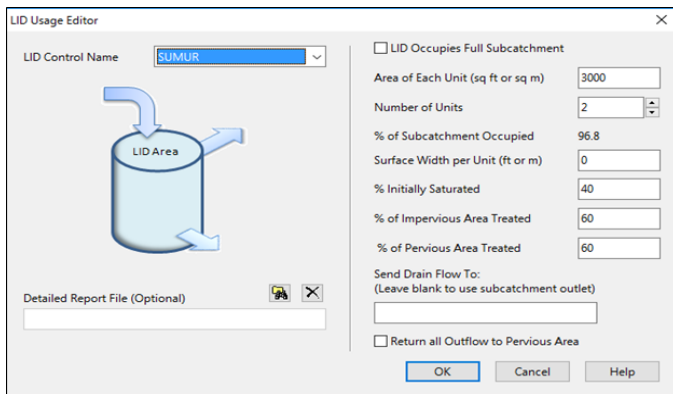 LID Usage Editor
LID Control Name
SUMUR
LID Area
Detailed Report File (Optional)
LID Occupies Full Subcatchment
Area of Each Unit (sq ft or sq m)
3000
Number of Units
2
% of Subcatchment Occupied
96.8
Surface Width per Unit (ft or m)
0
% Initially Saturated
40
% of Impervious Area Treated
60
% of Pervious Area Treated
60
Send Drain Flow To:
(Leave blank to use subcatchment outlet)
Return all Outflow to Pervious Area
OK
Cancel
Help